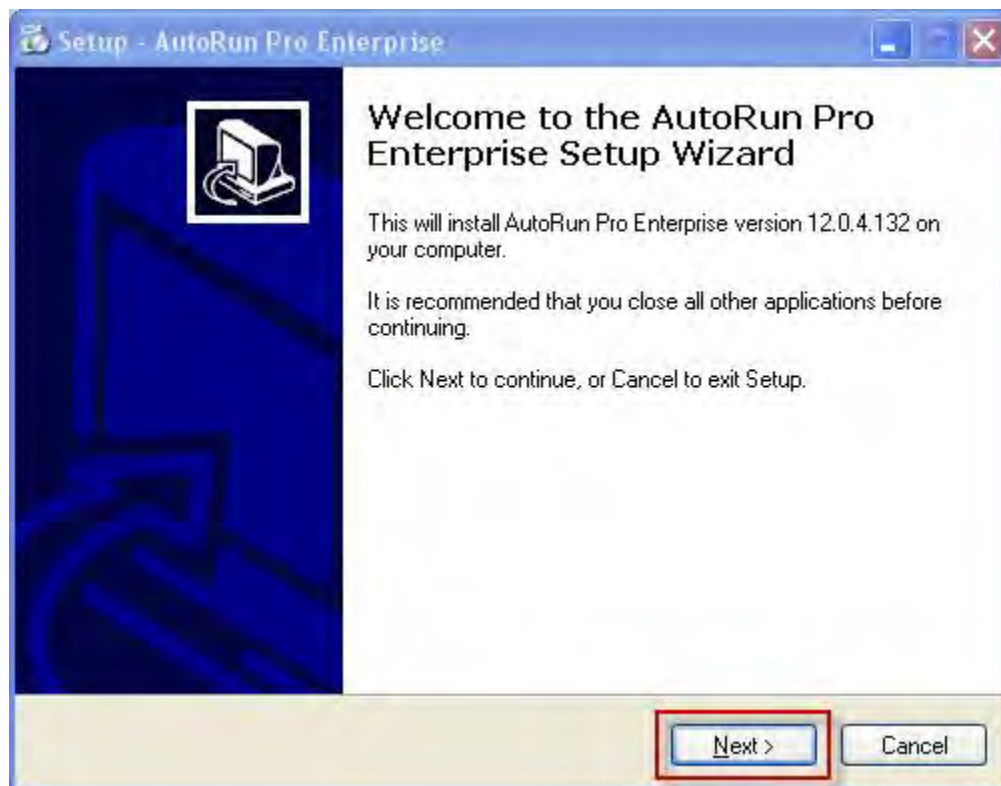 Setup - AutoRun Pro Enterprise
Welcome to the AutoRun Pro
Enterprise Setup Wizard
This will install AutoRun Pro Enterprise version 12.0.4.132 on
your computer.
It is recommended that you close all other applications before
continuing.
Click Next to continue, or Cancel to exit Setup.
Next >
Cancel